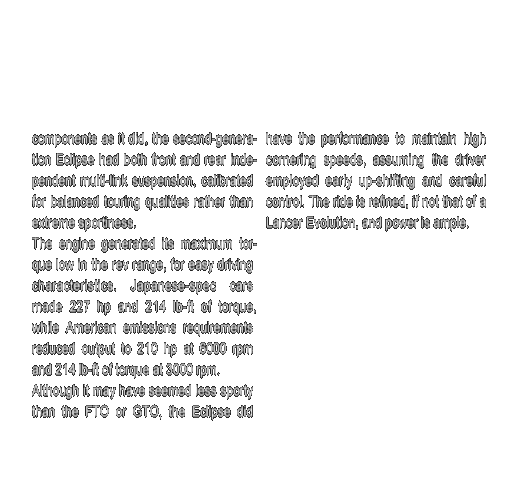 components as it did, the second-genera-
tion Eclipse had both front and rear inde-
pendent multi-link suspension, calibrated
for balanced touring qualities rather than
extreme sportiness.
The engine generated its maximum tor-
que low in the rev range, for easy driving
characteristics. Japanese-spec cars
made 227 hp and 214 lb-ft of torque,
while American emissions requirements
reduced output to 210 hp at 6000 rpm
and 214 lb-ft of torque at 3000 rpm.
Although it may have seemed less sporty
than the FTO or GTO, the Eclipse did
have the performance to maintain high
cornering speeds, assuming the driver
employed early up-shifting and careful
control. The ride is refined, if not that of a
Lancer Evolution, and power is ample.